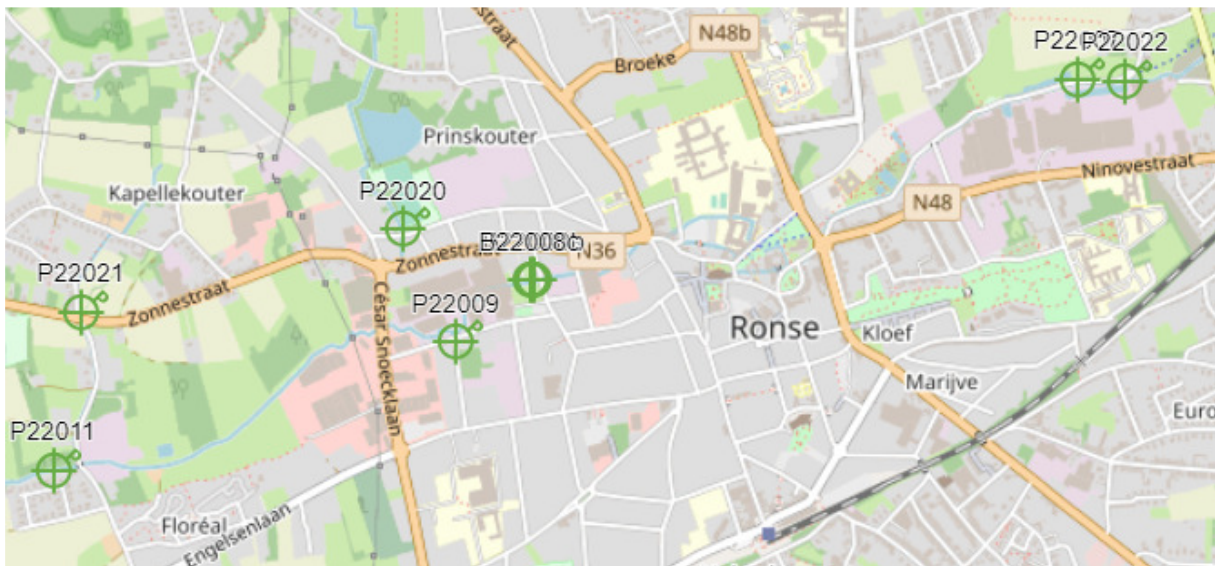 straat
N48b
Broeke
P22022
Prinskouter
Ninovestraat
Kapellekouter
P22020
N48
Zonnestraat
N36
P22021
Zonnestraat
P22009
César Snoecklaan
Ronse
Kloef
Marijve
P22011
Euro
Floréal
Engelsenlaan